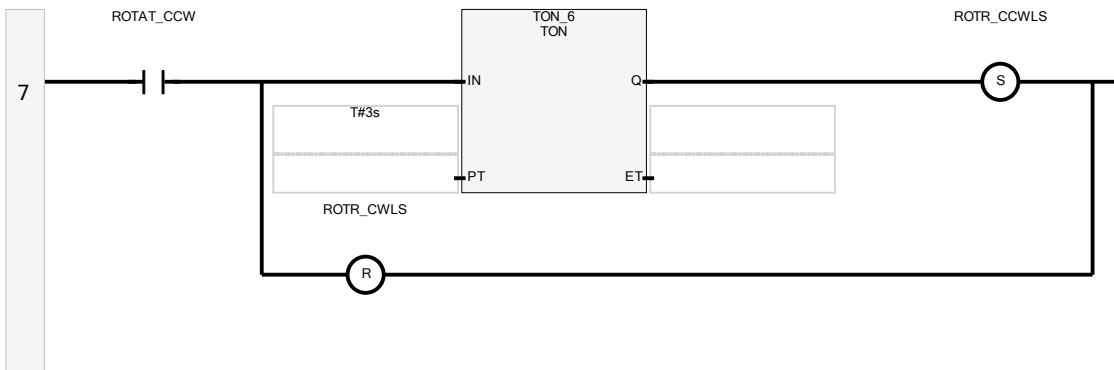 ROTAT_CCW
TON_6
TON
ROTR_CCWLS
7
IN
Q
S
T#3s
PT
ET
ROTR_CWLS
R